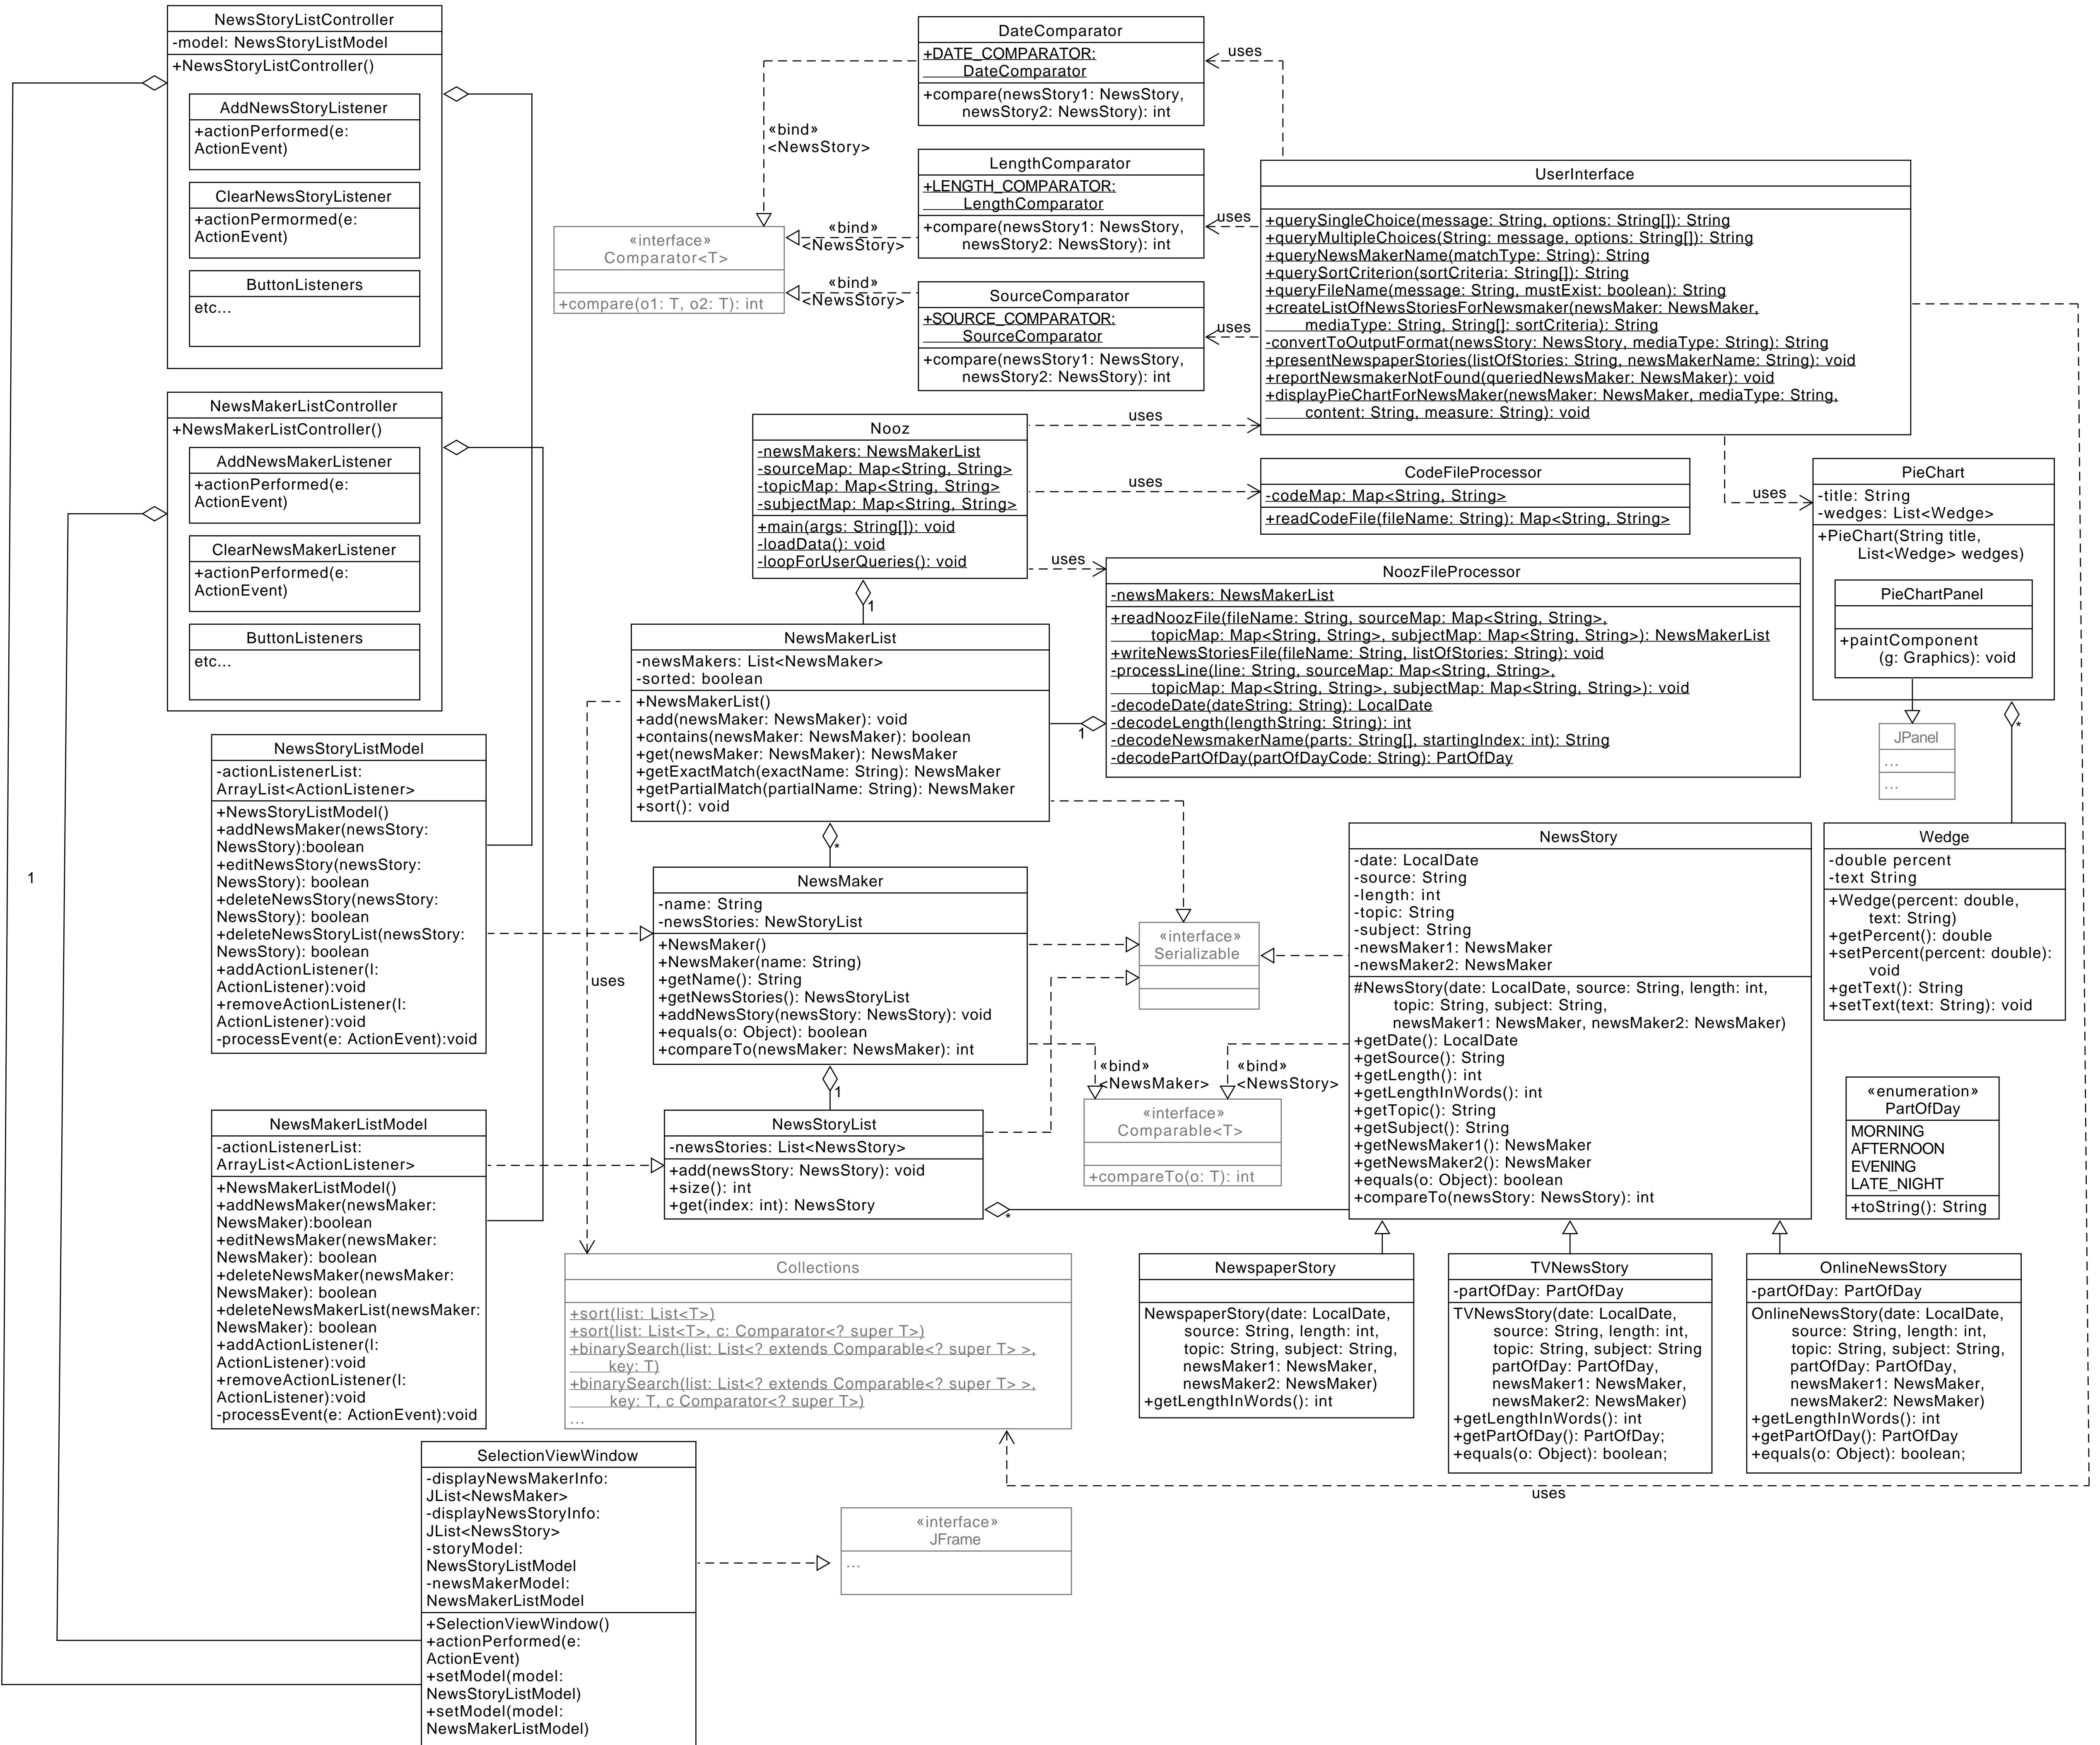 NewsStoryListController
-model: NewsStoryListModel
+NewsStoryListController()
AddNewsStoryListener
+actionPerformed(e:
ActionEvent)
ClearNewsStoryListener
+actionPermormed(e:
ActionEvent)
ButtonListeners
etc...
NewsMakerListController
+NewsMakerListController()
AddNewsMakerListener
+actionPerformed(e:
ActionEvent)
ClearNewsMakerListener
+actionPerformed(e:
ActionEvent)
ButtonListeners
etc...
1
NewsStoryListModel
-actionListenerList:
ArrayList<ActionListener>
+NewsStoryListModel()
+addNewsMaker(newsStory:
NewsStory):boolean
+editNewsStory(newsStory:
NewsStory): boolean
+deleteNewsStory(newsStory:
NewsStory): boolean
+deleteNewsStoryList(newsStory:
NewsStory): boolean
+addActionListener(l:
ActionListener):void
+removeActionListener(l:
ActionListener):void
-processEvent(e: ActionEvent):void
NewsMakerListModel
-actionListenerList:
ArrayList<ActionListener>
+NewsMakerListModel()
+addNewsMaker(newsMaker:
NewsMaker):boolean
+editNewsMaker(newsMaker:
NewsMaker): boolean
+deleteNewsMaker(newsMaker:
NewsMaker): boolean
+deleteNewsMakerList(newsMaker:
NewsMaker): boolean
+addActionListener(l:
ActionListener):void
+removeActionListener(l:
ActionListener):void
-processEvent(e: ActionEvent):void
SelectionViewWindow
-displayNewsMakerInfo:
JList<NewsMaker>
-displayNewsStoryInfo:
JList<NewsStory>
-storyModel:
NewsStoryListModel
-newsMakerModel:
NewsMakerListModel
+SelectionViewWindow()
+actionPerformed(e:
ActionEvent)
+setModel(model:
NewsStoryListModel)
+setModel(model:
NewsMakerListModel)
«interface»
JFrame
...
DateComparator
+DATE_COMPARATOR:
DateComparator
+compare(newsStory1: NewsStory,
newsStory2: NewsStory): int
uses
«bind»
<NewsStory>
LengthComparator
+LENGTH_COMPARATOR:
LengthComparator
+compare(newsStory1: NewsStory,
newsStory2: NewsStory): int
uses
«bind»
<NewsStory>
SourceComparator
+SOURCE_COMPARATOR:
SourceComparator
+compare(newsStory1: NewsStory,
newsStory2: NewsStory): int
uses
«bind»
<NewsStory>
«interface»
Comparator<T>
+compare(o1: T, o2: T): int
UserInterface
+querySingleChoice(message: String, options: String[]): String
+queryMultipleChoices(String: message, options: String[]): String
+queryNewsMakerName(matchType: String): String
+querySortCriterion(sortCriteria: String[]): String
+queryFileName(message: String, mustExist: boolean): String
+createListOfNewsStoriesForNewsmaker(newsMaker: NewsMaker,
mediaType: String, String[]: sortCriteria): String
-convertToOutputFormat(newsStory: NewsStory, mediaType: String): String
+presentNewspaperStories(listOfStories: String, newsMakerName: String): void
+reportNewsmakerNotFound(queriedNewsMaker: NewsMaker): void
+displayPieChartForNewsMaker(newsMaker: NewsMaker, mediaType: String,
content: String, measure: String): void
Nooz
-newsMakers: NewsMakerList
-sourceMap: Map<String, String>
-topicMap: Map<String, String>
-subjectMap: Map<String, String>
+main(args: String[]): void
-loadData(): void
-loopForUserQueries(): void
uses
uses
uses
1
CodeFileProcessor
-codeMap: Map<String, String>
+readCodeFile(fileName: String): Map<String, String>
uses
PieChart
-title: String
-wedges: List<Wedge>
+PieChart(String title,
List<Wedge> wedges)
PieChartPanel
+paintComponent
(g: Graphics): void
JPanel
...
...
*
NoozFileProcessor
-newsMakers: NewsMakerList
+readNoozFile(fileName: String, sourceMap: Map<String, String>,
topicMap: Map<String, String>, subjectMap: Map<String, String>): NewsMakerList
+writeNewsStoriesFile(fileName: String, listOfStories: String): void
-processLine(line: String, sourceMap: Map<String, String>,
topicMap: Map<String, String>, subjectMap: Map<String, String>): void
-decodeDate(dateString: String): LocalDate
-decodeLength(lengthString: String): int
-decodeNewsmakerName(parts: String[], startingIndex: int): String
-decodePartOfDay(partOfDayCode: String): PartOfDay
1
NewsMakerList
-newsMakers: List<NewsMaker>
-sorted: boolean
+NewsMakerList()
+add(newsMaker: NewsMaker): void
+contains(newsMaker: NewsMaker): boolean
+get(newsMaker: NewsMaker): NewsMaker
+getExactMatch(exactName: String): NewsMaker
+getPartialMatch(partialName: String): NewsMaker
+sort(): void
*
uses
NewsMaker
-name: String
-newsStories: NewStoryList
+NewsMaker()
+NewsMaker(name: String)
+getName(): String
+getNewsStories(): NewsStoryList
+addNewsStory(newsStory: NewsStory): void
+equals(o: Object): boolean
+compareTo(newsMaker: NewsMaker): int
1
NewsStoryList
-newsStories: List<NewsStory>
+add(newsStory: NewsStory): void
+size(): int
+get(index: int): NewsStory
*
«interface»
Serializable
«bind»
<NewsMaker>
«bind»
<NewsStory>
«interface»
Comparable<T>
+compareTo(o: T): int
NewsStory
-date: LocalDate
-source: String
-length: int
-topic: String
-subject: String
-newsMaker1: NewsMaker
-newsMaker2: NewsMaker
#NewsStory(date: LocalDate, source: String, length: int,
topic: String, subject: String,
newsMaker1: NewsMaker, newsMaker2: NewsMaker)
+getDate(): LocalDate
+getSource(): String
+getLength(): int
+getLengthInWords(): int
+getTopic(): String
+getSubject(): String
+getNewsMaker1(): NewsMaker
+getNewsMaker2(): NewsMaker
+equals(o: Object): boolean
+compareTo(newsStory: NewsStory): int
Wedge
-double percent
-text String
+Wedge(percent: double,
text: String)
+getPercent(): double
+setPercent(percent: double):
void
+getText(): String
+setText(text: String): void
«enumeration»
PartOfDay
MORNING
AFTERNOON
EVENING
LATE_NIGHT
+toString(): String
Collections
+sort(list: List<T>)
+sort(list: List<T>, c: Comparator<? super T>)
+binarySearch(list: List<? extends Comparable<? super T> >,
key: T)
+binarySearch(list: List<? extends Comparable<? super T> >,
key: T, c Comparator<? super T>)
...
NewspaperStory
NewspaperStory(date: LocalDate,
source: String, length: int,
topic: String, subject: String,
newsMaker1: NewsMaker,
newsMaker2: NewsMaker)
+getLengthInWords(): int
TVNewsStory
-partOfDay: PartOfDay
TVNewsStory(date: LocalDate,
source: String, length: int,
topic: String, subject: String
partOfDay: PartOfDay,
newsMaker1: NewsMaker,
newsMaker2: NewsMaker)
+getLengthInWords(): int
+getPartOfDay(): PartOfDay;
+equals(o: Object): boolean;
OnlineNewsStory
-partOfDay: PartOfDay
OnlineNewsStory(date: LocalDate,
source: String, length: int,
topic: String, subject: String,
partOfDay: PartOfDay,
newsMaker1: NewsMaker,
newsMaker2: NewsMaker)
+getLengthInWords(): int
+getPartOfDay(): PartOfDay
+equals(o: Object): boolean;
uses